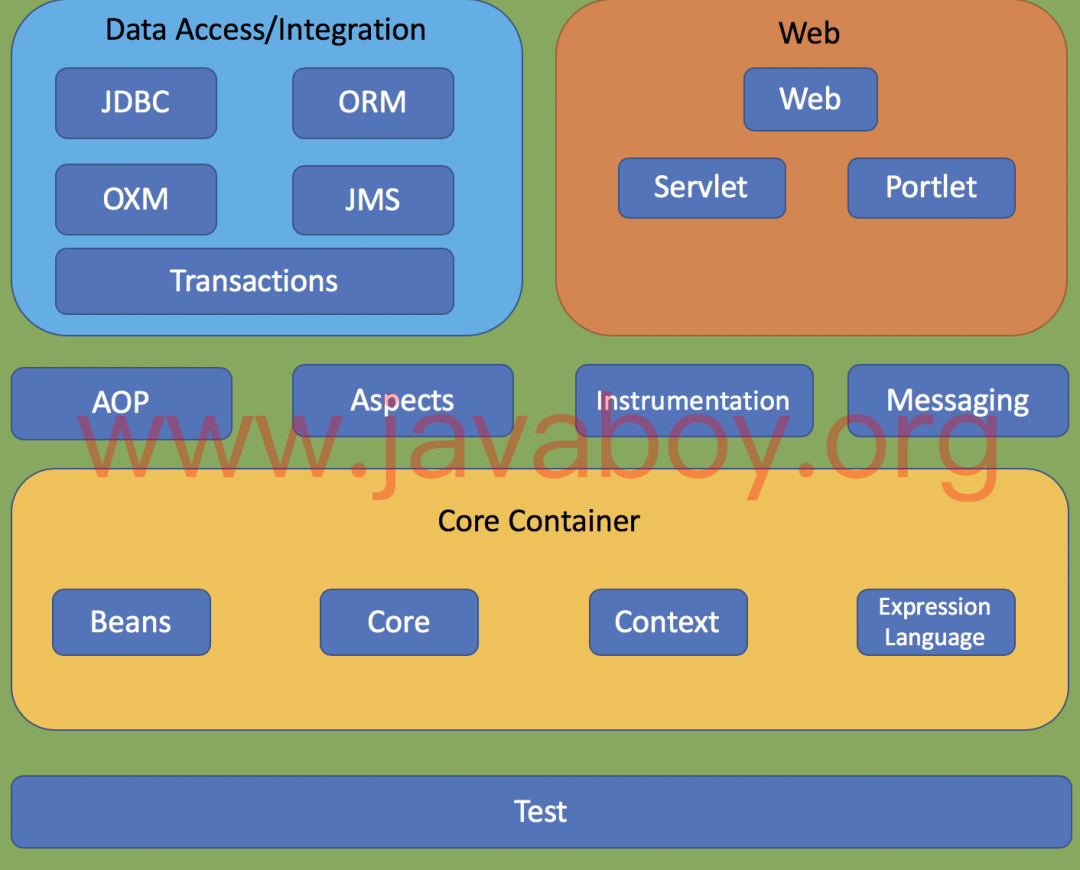 Data Access/Integration
JDBC
ORM
OXM
JMS
Transactions
Web
Web
Servlet
Portlet
AOP
Aspects
Instrumentation
Messaging
www.javaboy.org
Core Container
Beans
Core
Context
Expression
Language
Test